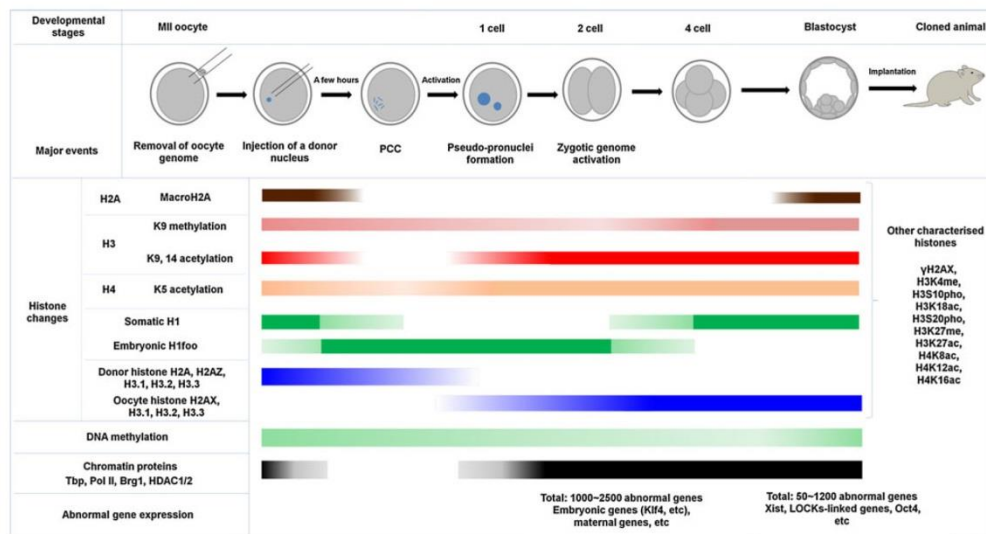 Developmental stages
MII oocyte
1 cell
2 cell
4 cell
Blastocyst
Cloned animal
A few hours
Activation
Implantation
Major events
Removal of oocyte genome
Injection of a donor nucleus
PCC
Pseudo-pronuclei formation
Zygotic genome activation
Histone changes
H2A
MacroH2A
H3
K9 methylation
K9, 14 acetylation
H4
K5 acetylation
Somatic H1
Embryonic H1foo
Donor histone H2A, H2AZ,
H3.1, H3.2, H3.3
Oocyte histone H2AX,
H3.1, H3.2, H3.3
Other characterised
histones
γH2AX,
H3K4me,
H3S10pho,
H3K18ac,
H3S20pho,
H3K27me,
H3K27ac,
H4K8ac,
H4K12ac,
H4K16ac
DNA methylation
Chromatin proteins
Tbp, Pol II, Brg1, HDAC1/2
Abnormal gene expression
Total: 1000~2500 abnormal genes
Embryonic genes (Klf4, etc),
maternal genes, etc
Total: 50~1200 abnormal genes
Xist, LOCKs-linked genes, Oct4,
etc